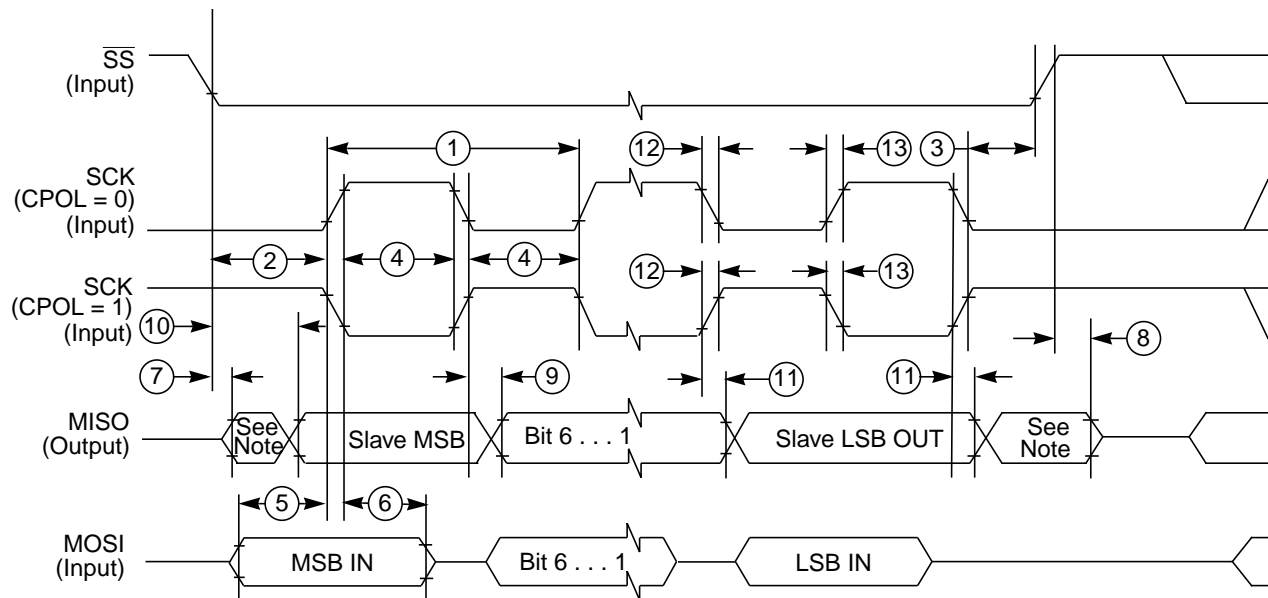 SS
(Input)
1
12
13
3
SCK
(CPOL = 0)
(Input)
2
4
4
12
13
SCK
(CPOL = 1)
(Input)
10
7
9
11
11
8
MISO
(Output)
See
Note
Slave MSB
Bit 6 . . . 1
Slave LSB OUT
See
Note
5
6
MOSI
(Input)
MSB IN
Bit 6 . . . 1
LSB IN